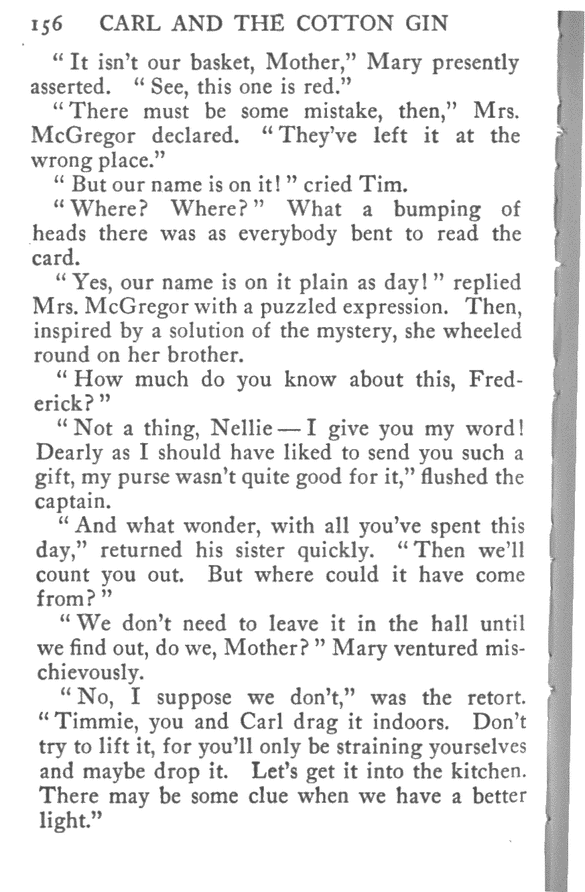 156 CARL AND THE COTTON GIN
“ It isn’t our basket, Mother,” Mary presently
asserted. “ See, this one is red.”
“ There must be some mistake, then,” Mrs.
McGregor declared. “ They’ve left it at the
wrong place.”
“ But our name is on it! ” cried Tim.
“ Where? Where? ” What a bumping of
heads there was as everybody bent to read the
card.
“ Yes, our name is on it plain as day! ” replied
Mrs. McGregor with a puzzled expression. Then,
inspired by a solution of the mystery, she wheeled
round on her brother.
“ How much do you know about this, Fred-
erick? ”
“ Not a thing, Nellie — I give you my word!
Dearly as I should have liked to send you such a
gift, my purse wasn’t quite good for it,” flushed the
captain.
“ And what wonder, with all you’ve spent this
day,” returned his sister quickly. “ Then we’ll
count you out. But where could it have come
from? ”
“ We don’t need to leave it in the hall until
we find out, do we, Mother? ” Mary ventured mis-
chievously.
“ No, I suppose we don’t,” was the retort.
“ Timmie, you and Carl drag it indoors. Don’t
try to lift it, for you’ll only be straining yourselves
and maybe drop it. Let’s get it into the kitchen.
There may be some clue when we have a better
light.”